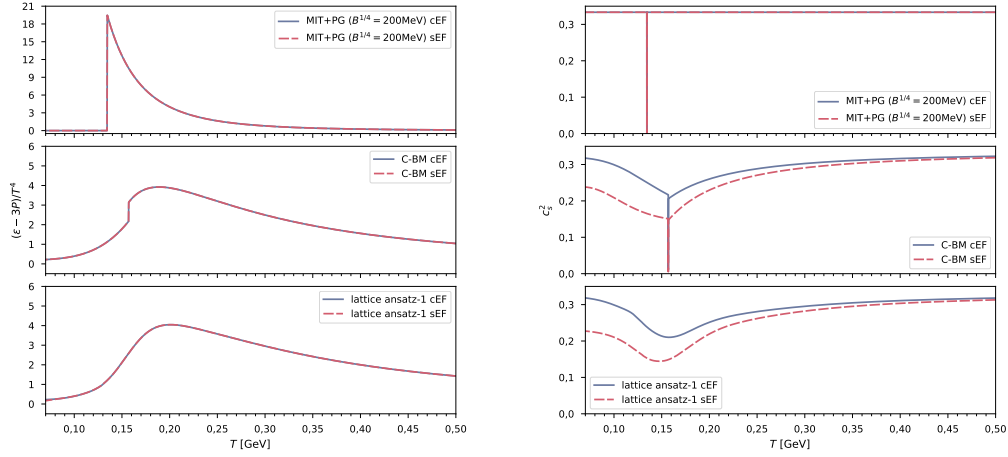 21
18
15
12
9
6
3
0
MIT+PG (B^{1/4} = 200MeV) cEF
MIT+PG (B^{1/4} = 200MeV) sEF
6
5
4
3
2
1
0
(ε − 3P)/T⁴
C-BM cEF
C-BM sEF
6
5
4
3
2
1
0
lattice ansatz-1 cEF
lattice ansatz-1 sEF
0,10 0,15 0,20 0,25 0,30 0,35 0,40 0,45 0,50
T [GeV]
0,3
0,2
0,1
0,0
MIT+PG (B^{1/4} = 200MeV) cEF
MIT+PG (B^{1/4} = 200MeV) sEF
0,3
0,2
0,1
0,0
c_s^2
C-BM cEF
C-BM sEF
0,3
0,2
0,1
0,0
lattice ansatz-1 cEF
lattice ansatz-1 sEF
0,10 0,15 0,20 0,25 0,30 0,35 0,40 0,45 0,50
T [GeV]